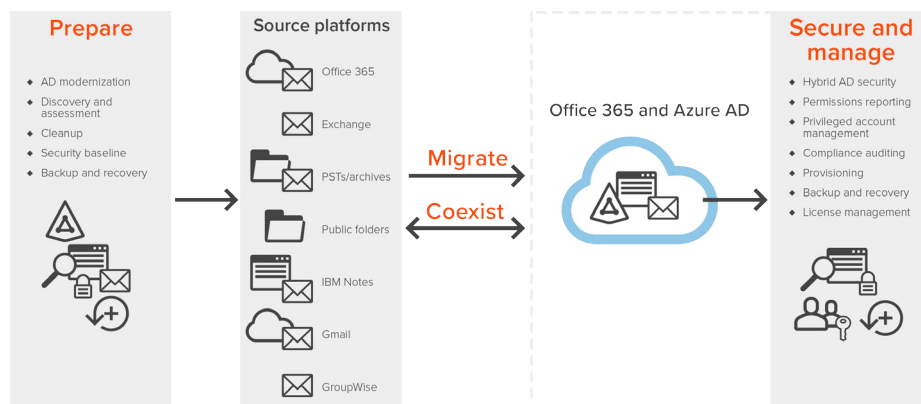 Prepare
AD modernization
Discovery and
assessment
Cleanup
Security baseline
Backup and recovery
Source platforms
Office 365
Exchange
PSTs/archives
Public folders
IBM Notes
Gmail
GroupWise
Migrate
Coexist
Office 365 and Azure AD
Secure and
manage
Hybrid AD security
Permissions reporting
Privileged account
management
Compliance auditing
Provisioning
Backup and recovery
License management